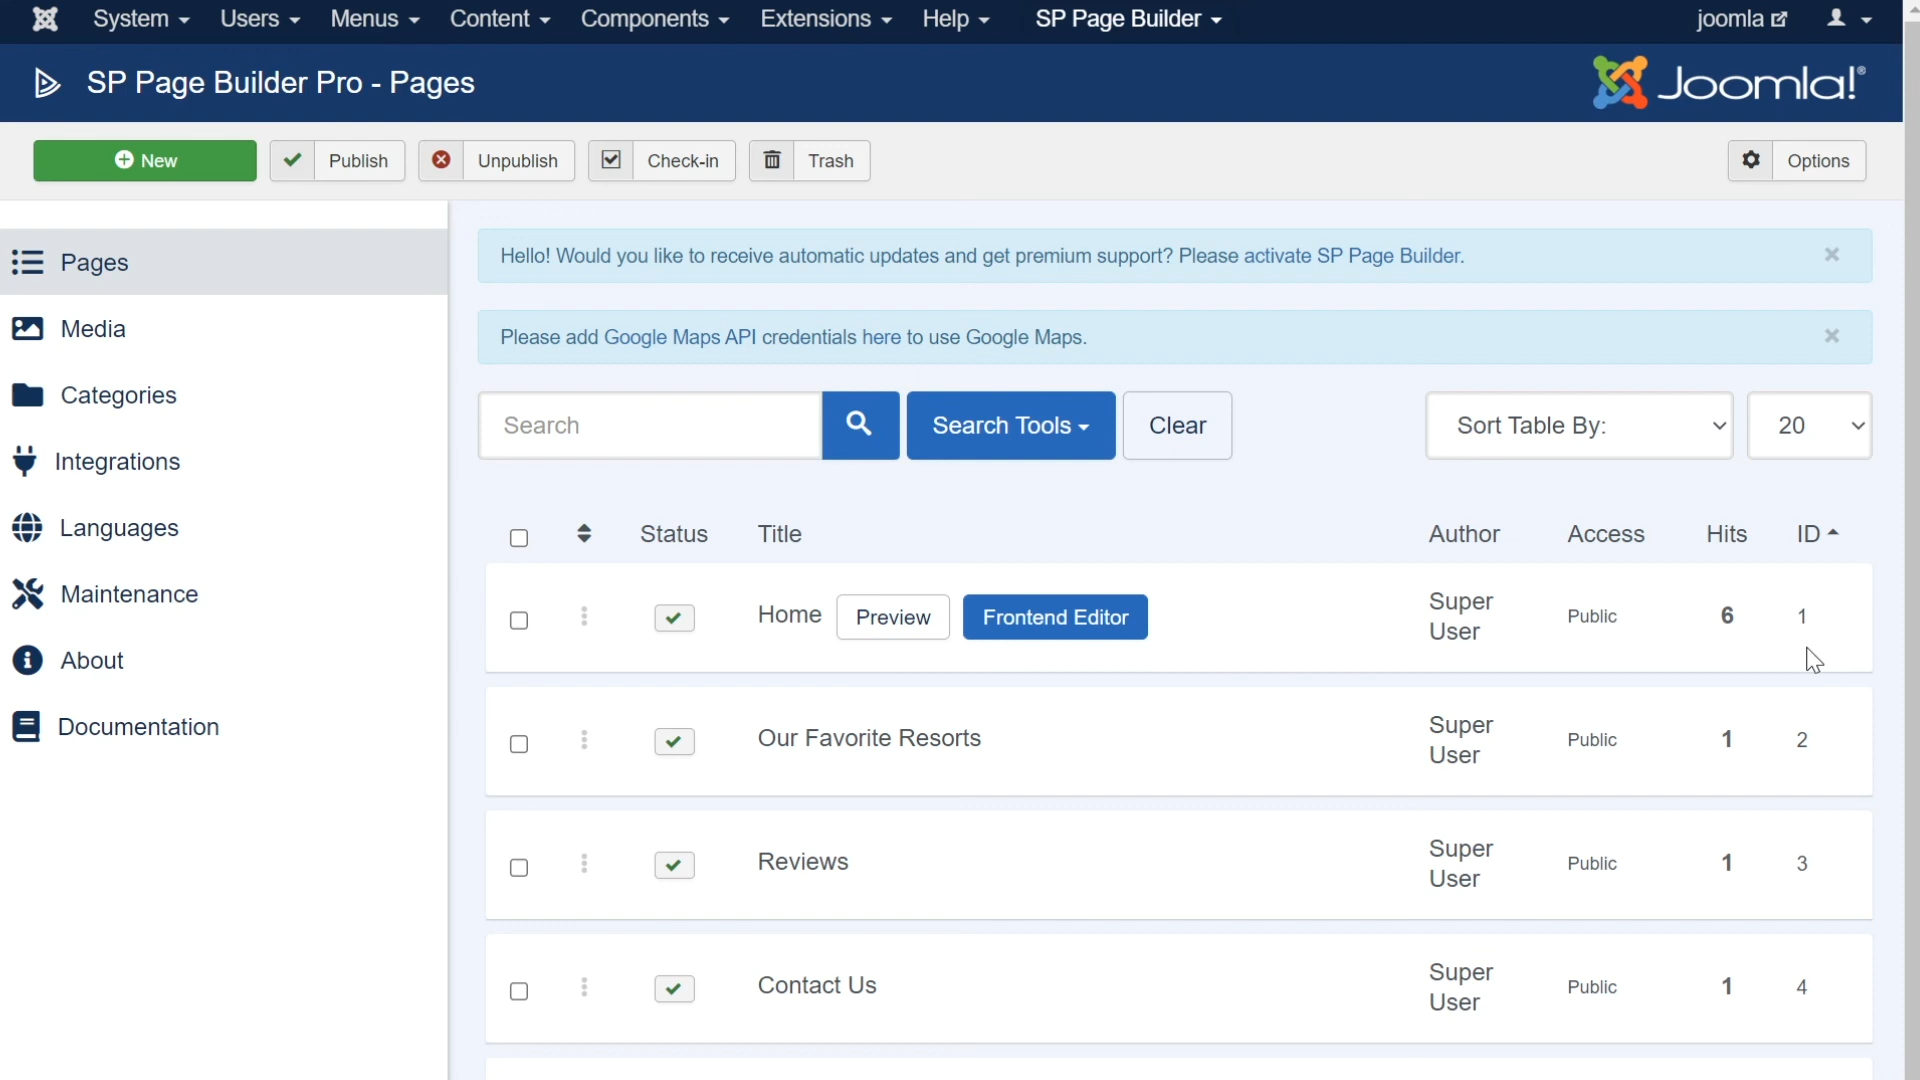 System Users Menus Content Components Extensions Help SP Page Builder joomla
SP Page Builder Pro - Pages
Joomla!®
New Publish Unpublish Check-in Trash Options
Pages
Media
Categories
Integrations
Languages
Maintenance
About
Documentation
Hello! Would you like to receive automatic updates and get premium support? Please activate SP Page Builder.
Please add Google Maps API credentials here to use Google Maps.
Search Search Tools Clear Sort Table By: 20
Status Title Author Access Hits ID
Home Preview Frontend Editor Super User Public 6 1
Our Favorite Resorts Super User Public 1 2
Reviews Super User Public 1 3
Contact Us Super User Public 1 4